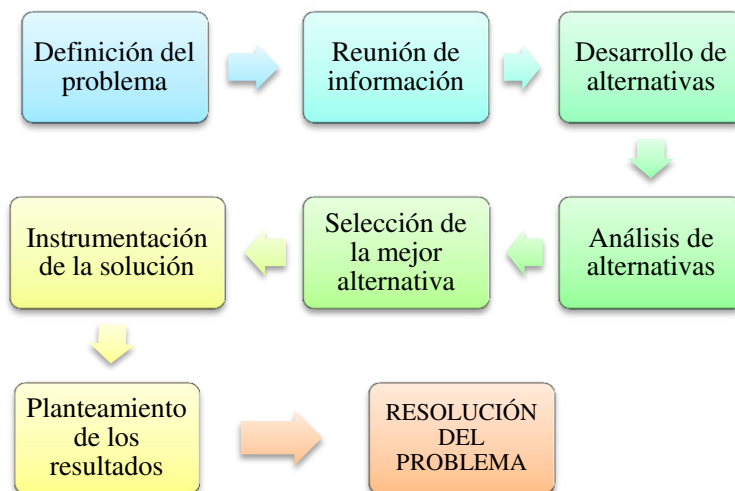 Definición del
problema
Reunión de
información
Desarrollo de
alternativas
Instrumentación
de la solución
Selección de
la mejor
alternativa
Análisis de
alternativas
Planteamiento
de los
resultados
RESOLUCIÓN
DEL
PROBLEMA